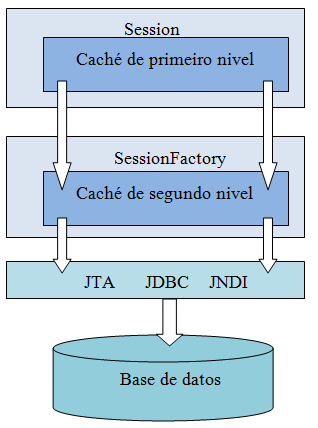 Session
Caché de primeiro nivel
SessionFactory
Caché de segundo nivel
JTA JDBC JNDI
Base de datos